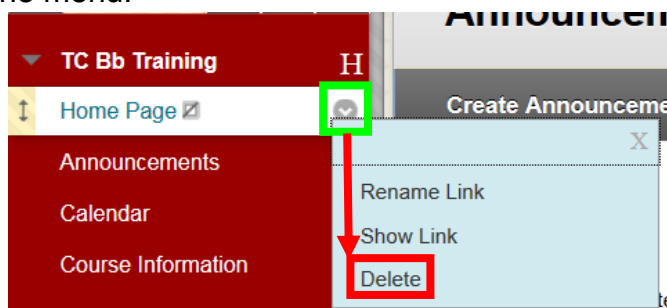 TC Bb Training
H
Home Page
Announcements
Calendar
Course Information
Create Announceme
X
Rename Link
Show Link
Delete